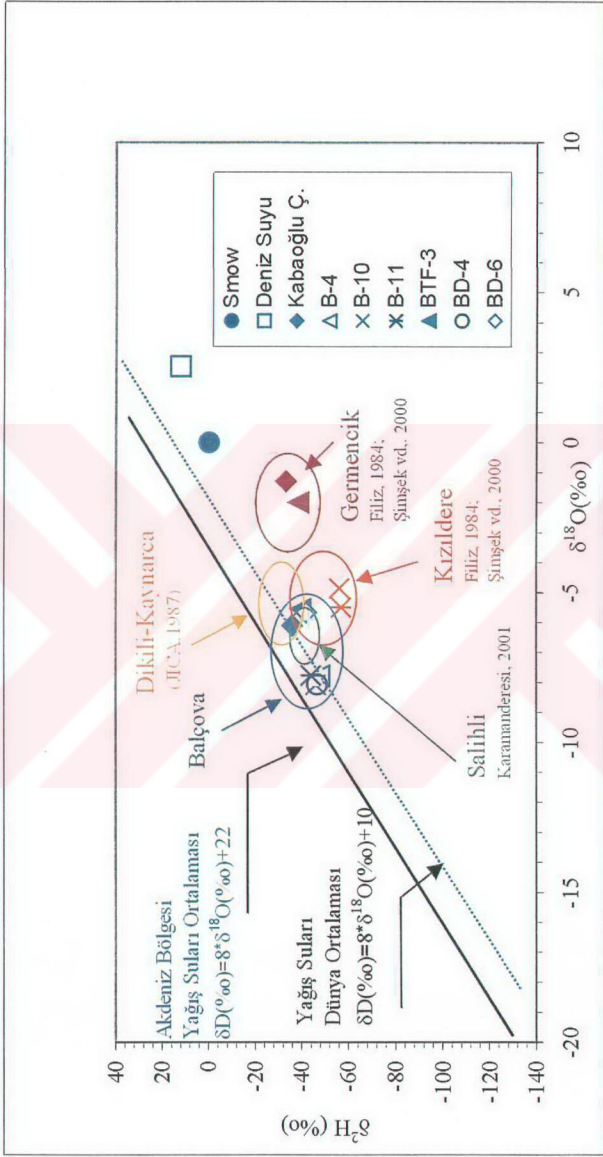 δ²H (‰)
40
20
0
-20
-40
-60
-80
-100
-120
-140
-20
-15
-10
-5
0
5
10
δ¹⁸O(‰)
Akdeniz Bölgesi
Yağış Suları Ortalaması
δD(‰)=8*δ¹⁸O(‰)+22
Yağış Suları
Dünya Ortalaması
δD(‰)=8*δ¹⁸O(‰)+10
Balçova
Dikili-Kaynarca
(JICA, 1987)
Salihli
Karamanderesi, 2001
Kızıldere
Filiz, 1984;
Şimşek vd., 2000
Germencik
Filiz, 1984;
Şimşek vd., 2000
Smow
Deniz Suyu
Kabaoğlu Ç.
B-4
B-10
B-11
BTF-3
BD-4
BD-6